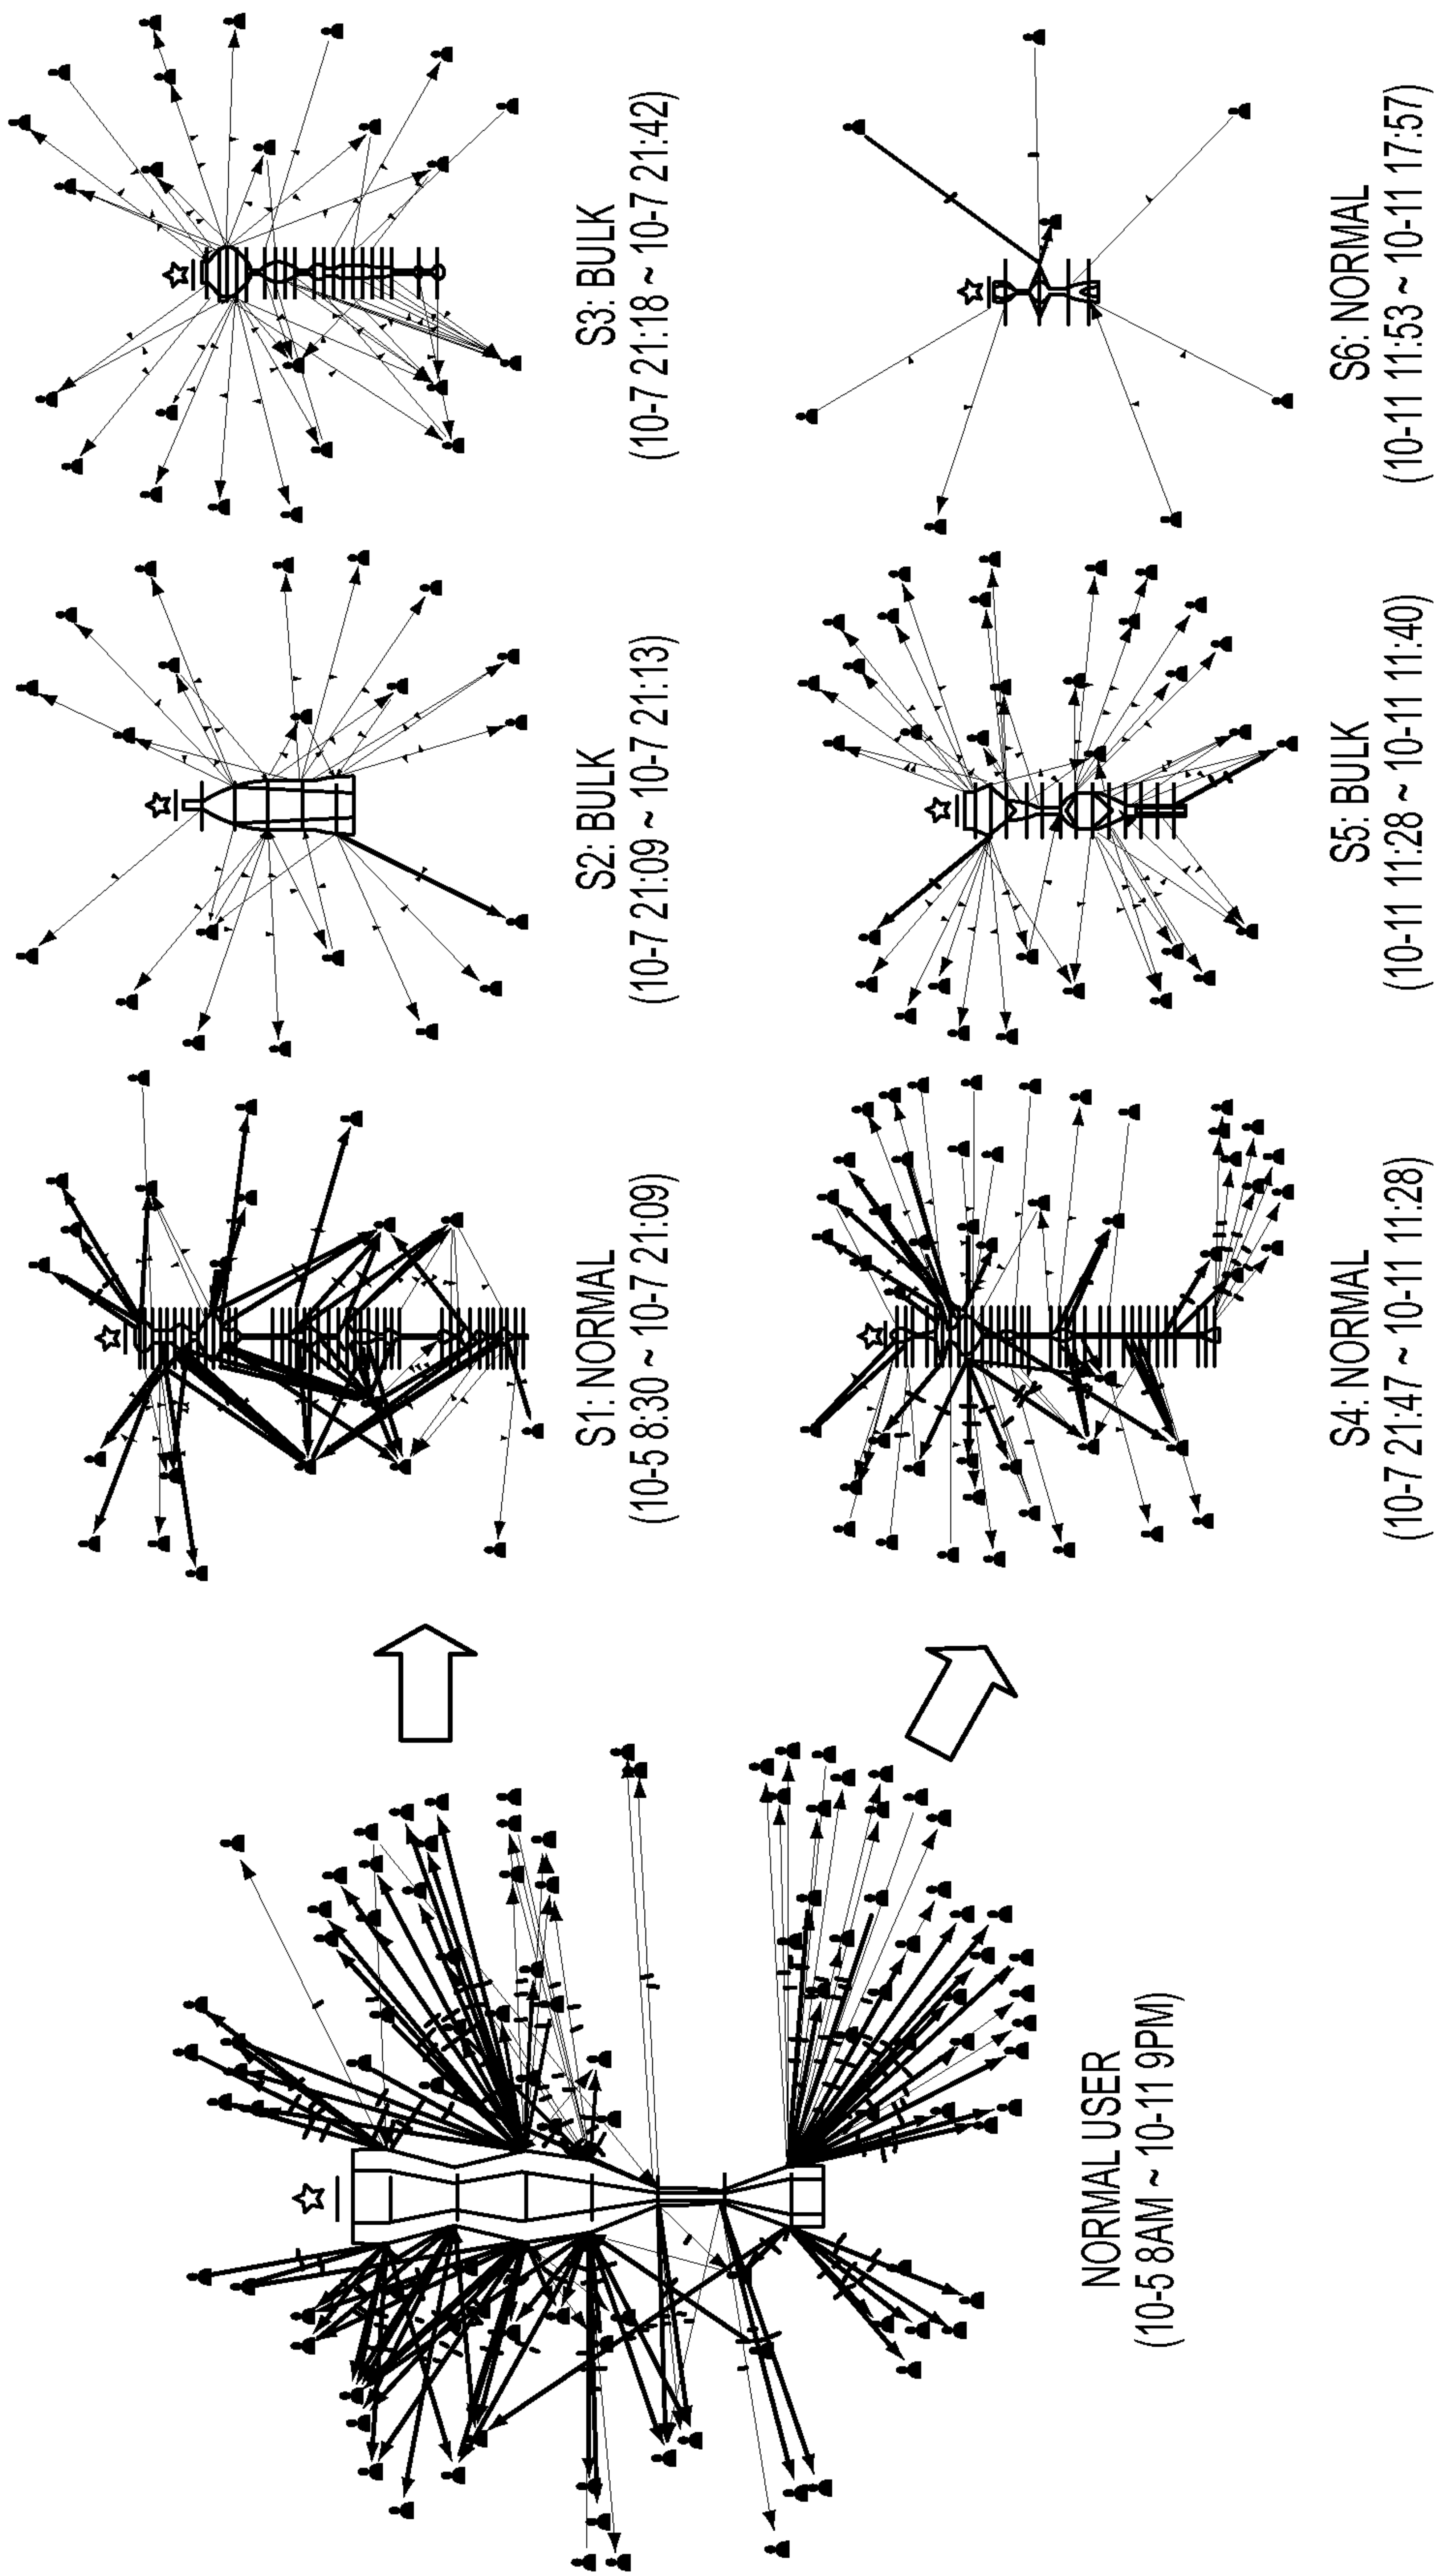 NORMAL USER
(10-5 8AM ~ 10-11 9PM)
S1: NORMAL
(10-5 8:30 ~ 10-7 21:09)
S2: BULK
(10-7 21:09 ~ 10-7 21:13)
S3: BULK
(10-7 21:18 ~ 10-7 21:42)
S4: NORMAL
(10-7 21:47 ~ 10-11 11:28)
S5: BULK
(10-11 11:28 ~ 10-11 11:40)
S6: NORMAL
(10-11 11:53 ~ 10-11 17:57)